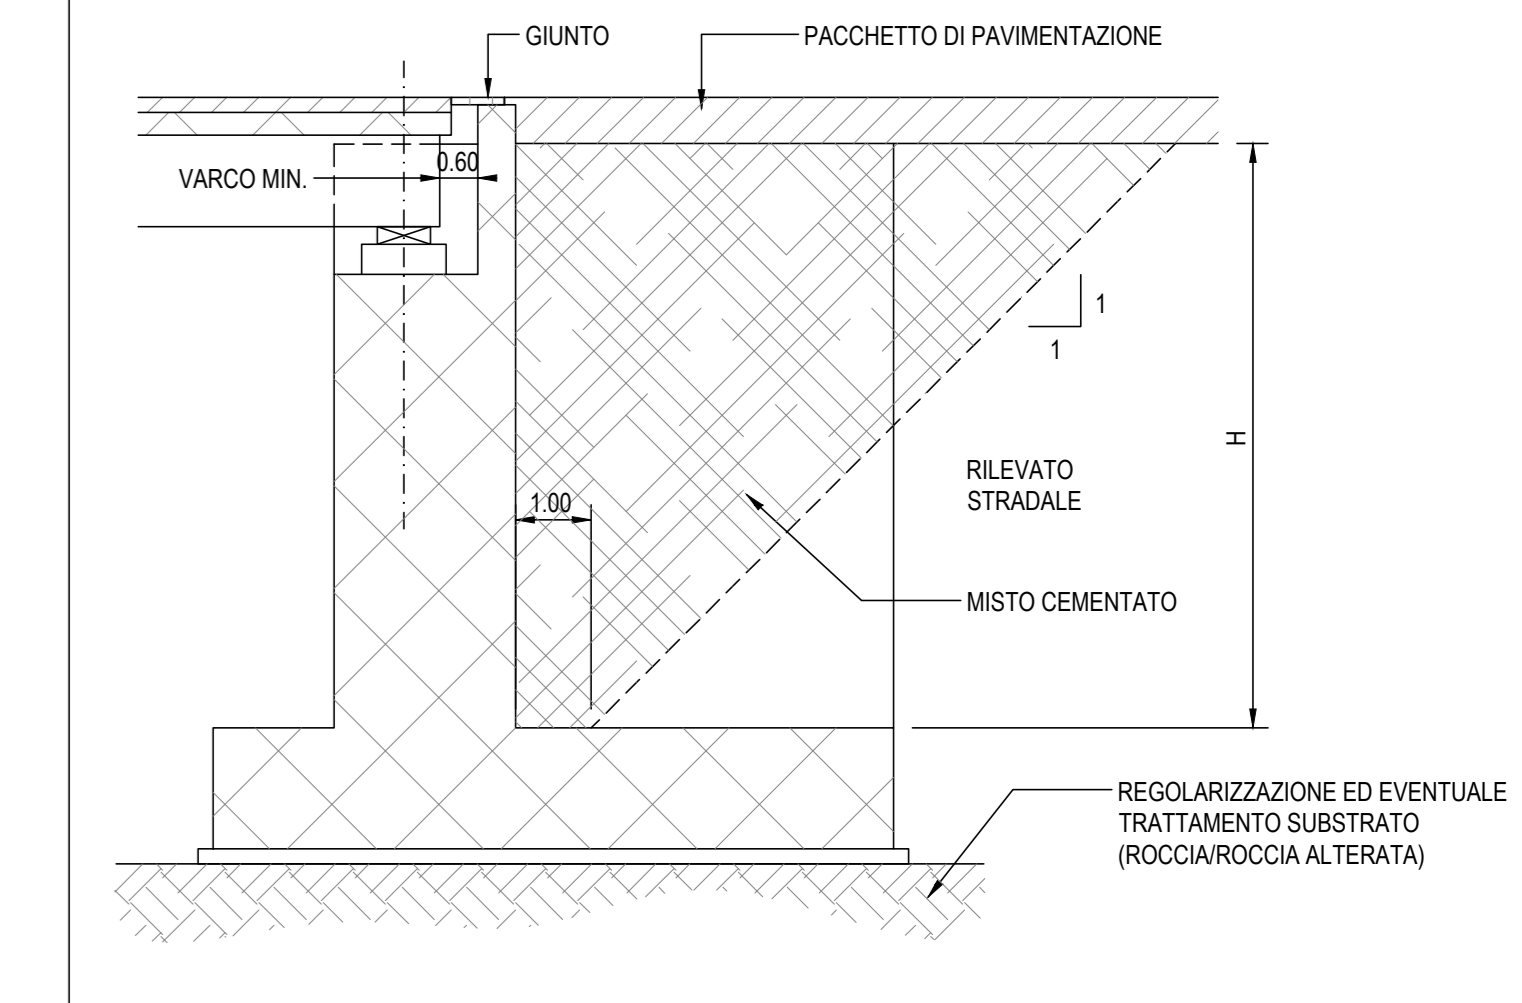 GIUNTO
PACCHETTO DI PAVIMENTAZIONE
0.60
VARCO MIN.
1
1
H
RILEVATO
STRADALE
1.00
MISTO CEMENTATO
REGOLARIZZAZIONE ED EVENTUALE
TRATTAMENTO SUBSTRATO
(ROCCIA/ROCCIA ALTERATA)